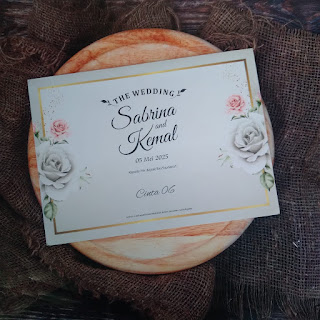 THE WEDDING
Sabrina
and
Kemal
05 Mei 2025
Cinta 06